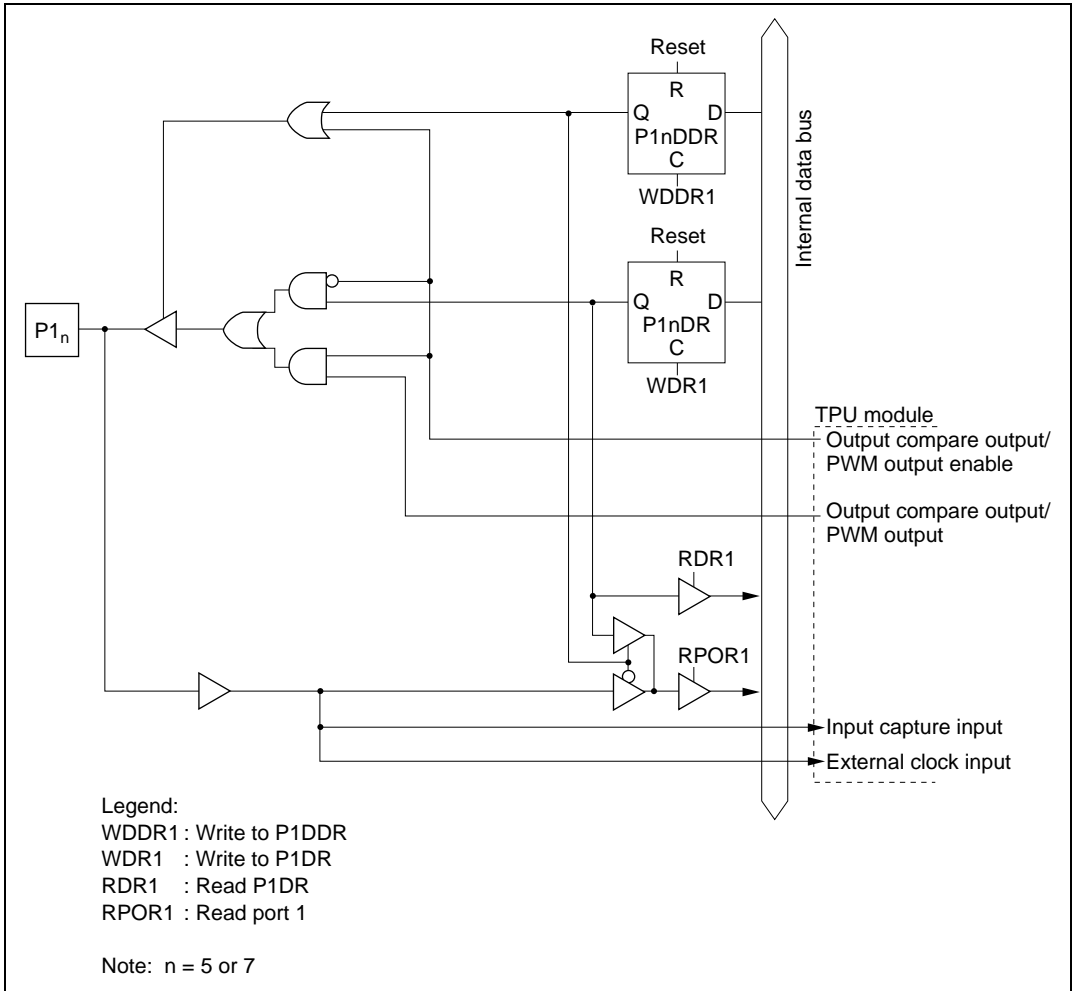 Reset
R
Q D
P1nDDR
C
WDDR1
Internal data bus
Reset
R
Q D
P1nDR
C
WDR1
P1n
TPU module
Output compare output/
PWM output enable
Output compare output/
PWM output
RDR1
RPOR1
Input capture input
External clock input
Legend:
WDDR1 : Write to P1DDR
WDR1 : Write to P1DR
RDR1 : Read P1DR
RPOR1 : Read port 1
Note: n = 5 or 7